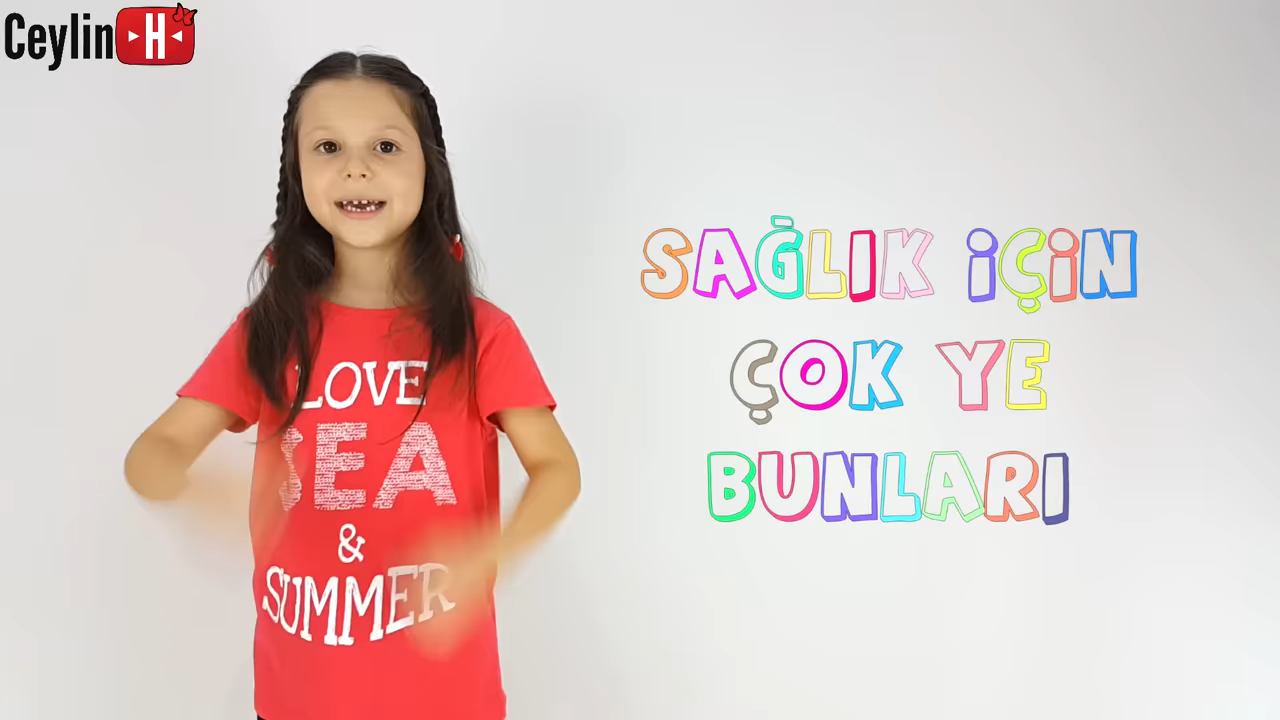 Ceylin H
SAĞLIK İÇİN
ÇOK YE
BUNLARI
LOVE
SEA
&
SUMMER